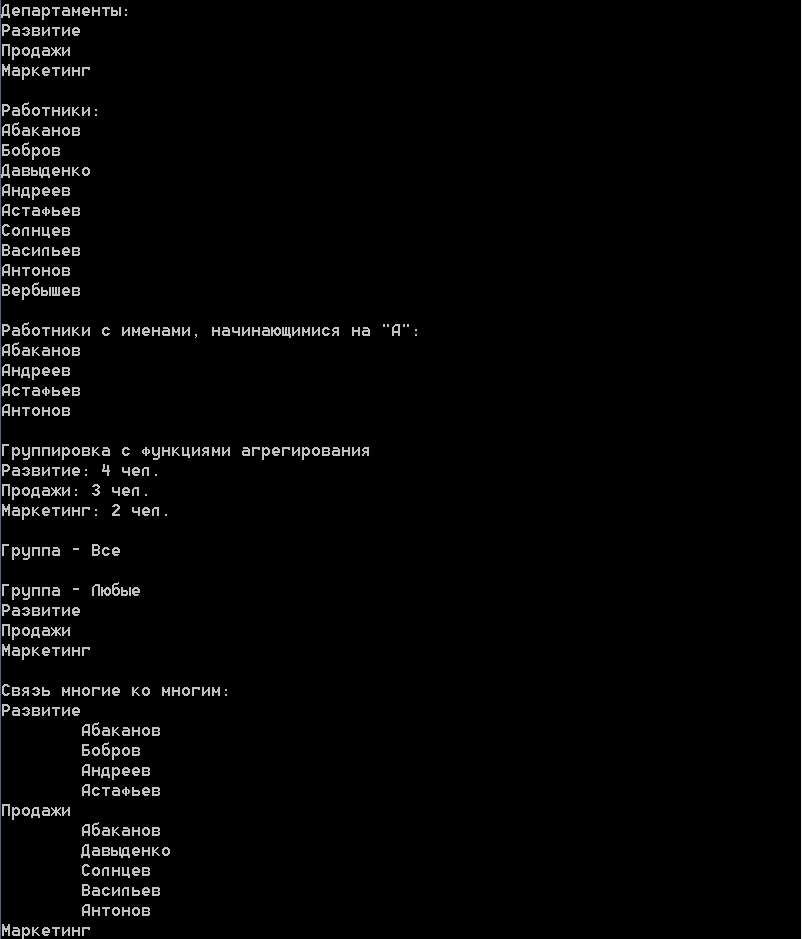 Департаменты:
Развитие
Продажи
Маркетинг
Работники:
Абаканов
Бобров
Давыденко
Андреев
Астафьев
Солнцев
Васильев
Антонов
Вербышев
Работники с именами, начинающимися на "А":
Абаканов
Андреев
Астафьев
Антонов
Группировка с функциями агрегирования
Развитие: 4 чел.
Продажи: 3 чел.
Маркетинг: 2 чел.
Группа - Все
Группа - Любые
Развитие
Продажи
Маркетинг
Связь многие ко многим:
Развитие
Абаканов
Бобров
Андреев
Астафьев
Продажи
Абаканов
Давыденко
Солнцев
Васильев
Антонов
Маркетинг